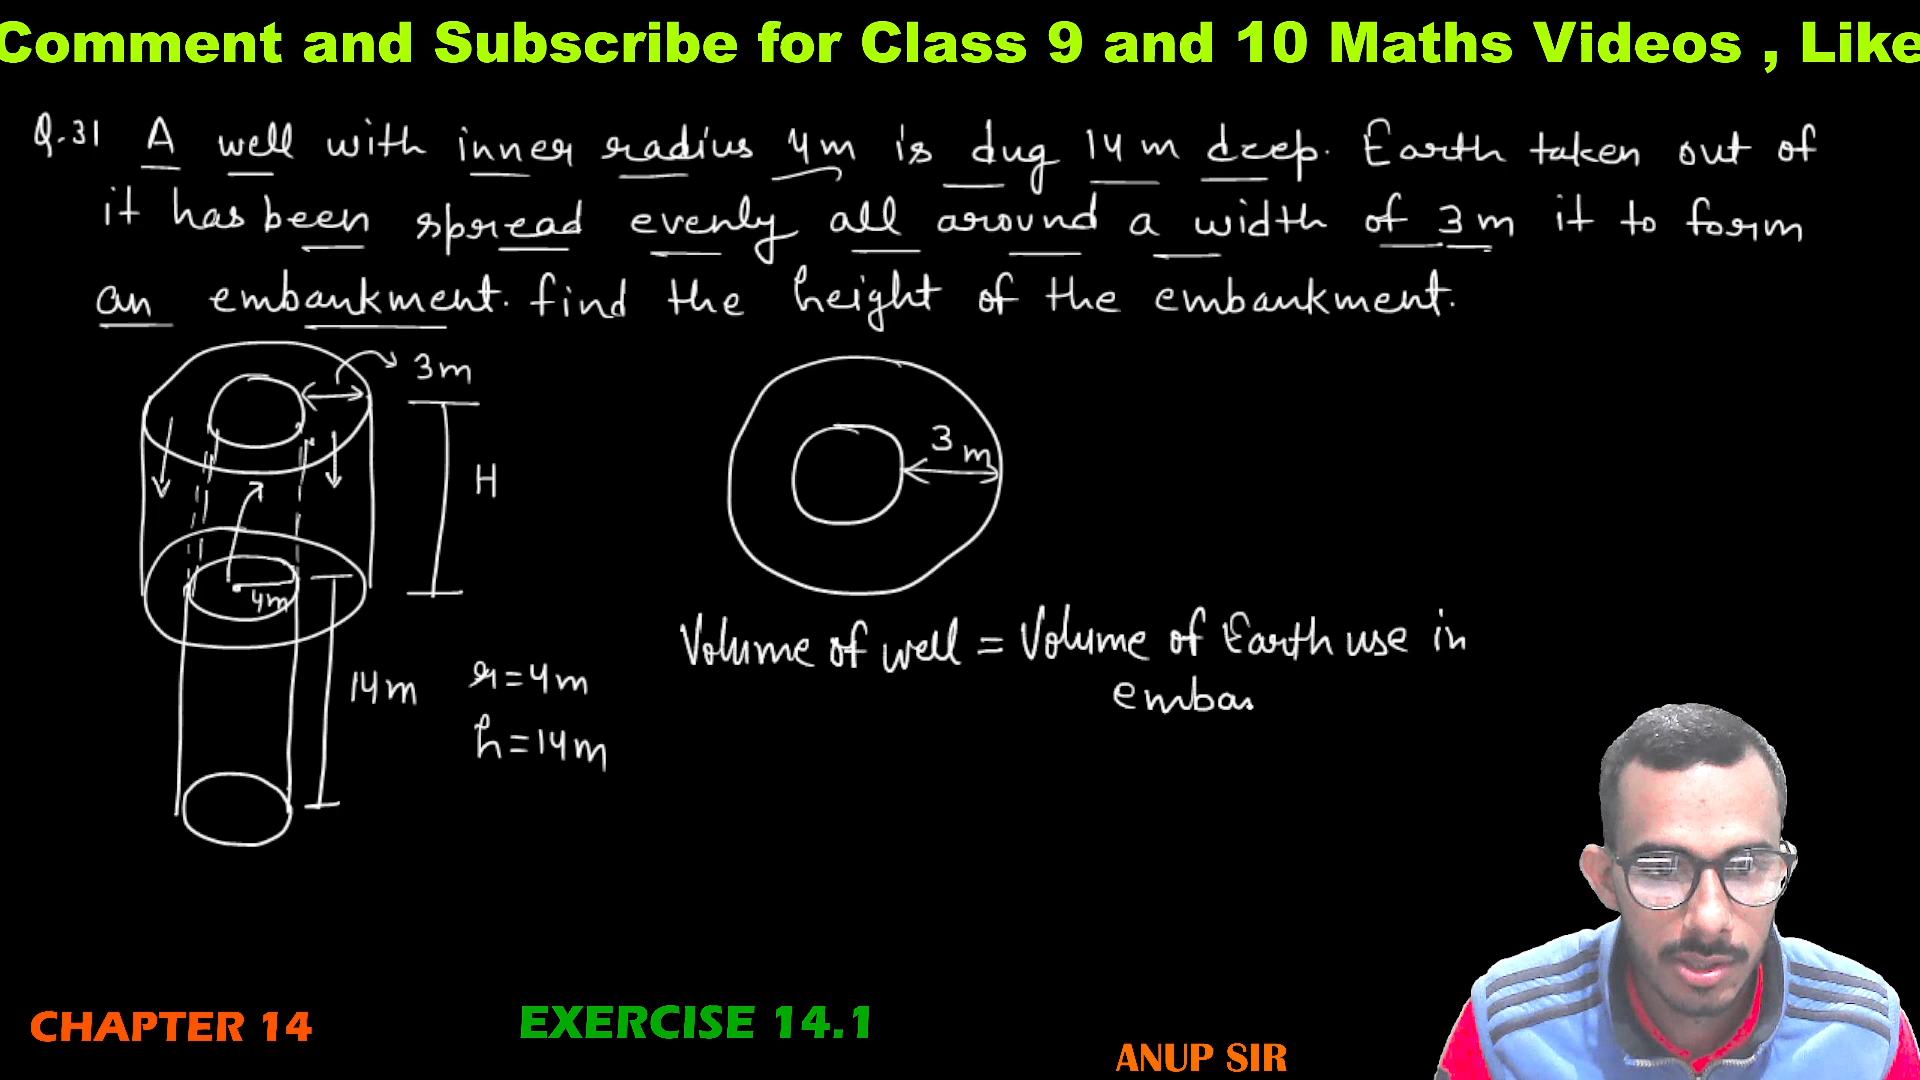 Comment and Subscribe for Class 9 and 10 Maths Videos , Like
Q.31 A well with inner radius 4m is dug 14 m deep. Earth taken out of
it has been spread evenly all around a width of 3 m it to form
an embankment. find the height of the embankment.
3m
H
4m
14m
r=4m
h=14m
3 m
Volume of well = Volume of Earth use in
emban
CHAPTER 14
EXERCISE 14.1
ANUP SIR